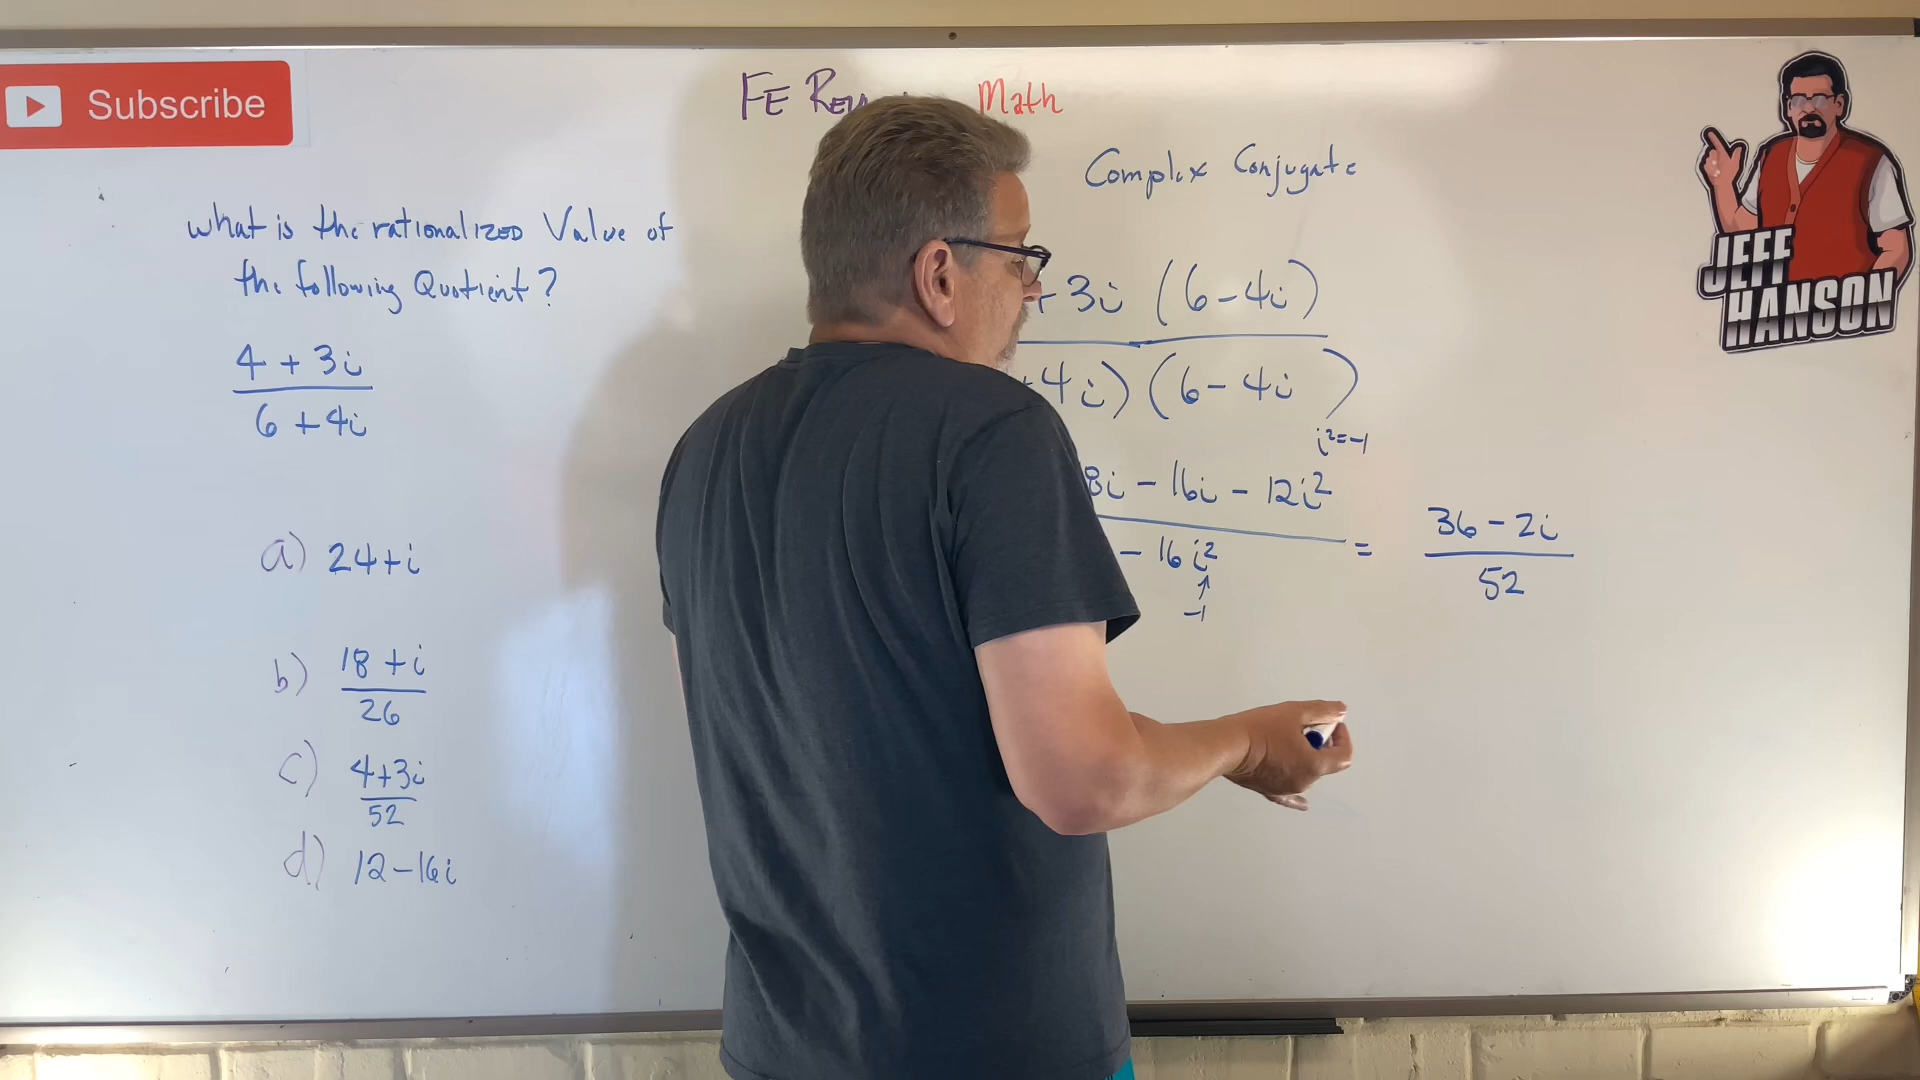 Subscribe
FE Math
Complex Conjugate
what is the rationalized Value of
the following Quotient?
4 + 3i
6 + 4i
a) 24+i
b) 18 + i
26
c) 4+3i
52
d) 12-16i
+ 3i (6-4i)
4i) (6-4i )
i²=-1
8i - 16i - 12i²
- 16i²
-1
= 36-2i
52
JEFF
HANSON